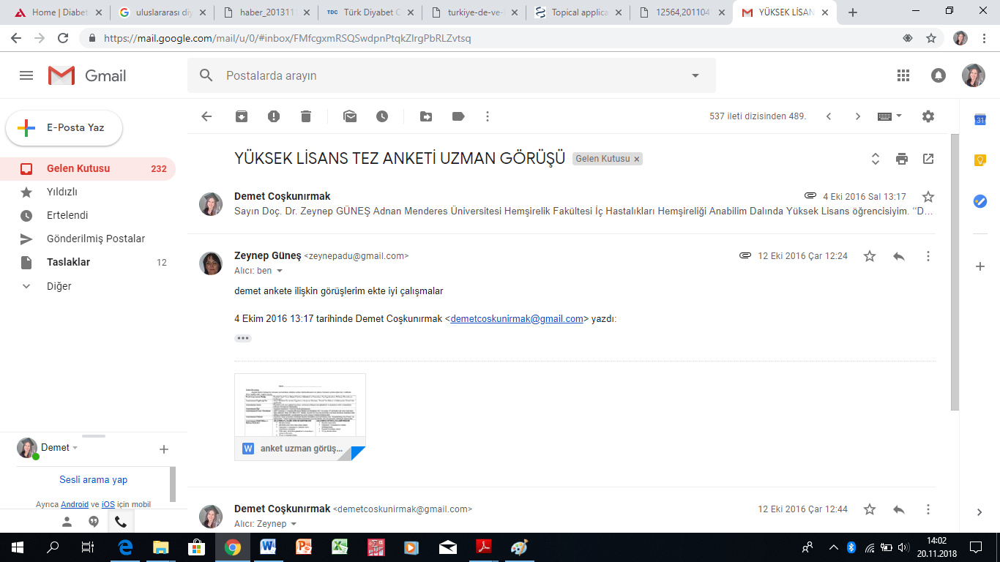 Home | Diabet
uluslararası diy
haber_2013111
Türk Diyabet C
turkiye-de-ve-
Topical applica
12564,201104
YÜKSEK LİSAN
https://mail.google.com/mail/u/0/#inbox/FMfcgxmRSQSwdpnPtqkZIrgPbRLZvtsq
Gmail
Postalarda arayın
E-Posta Yaz
537 ileti dizisinden 489.
Gelen Kutusu 232
Yıldızlı
Ertelendi
Gönderilmiş Postalar
Taslaklar 12
Diğer
YÜKSEK LİSANS TEZ ANKETİ UZMAN GÖRÜŞÜ Gelen Kutusu x
Demet Coşkunırmak 4 Eki 2016 Sal 13:17
Sayın Doç. Dr. Zeynep GÜNEŞ Adnan Menderes Üniversitesi Hemşirelik Fakültesi İç Hastalıkları Hemşireliği Anabilim Dalında Yüksek Lisans öğrencisiyim. “D...
Zeynep Güneş <zeynepadu@gmail.com> 12 Eki 2016 Çar 12:24
Alıcı: ben
demet ankete ilişkin görüşlerim ekte iyi çalışmalar
4 Ekim 2016 13:17 tarihinde Demet Coşkunırmak <demetcoskunirmak@gmail.com> yazdı:
W anket uzman görüş...
Demet Coşkunırmak <demetcoskunirmak@gmail.com> 12 Eki 2016 Çar 12:44
Alıcı: Zeynep
Demet
Sesli arama yap
Ayrıca Android ve iOS için mobil
14:02
20.11.2018